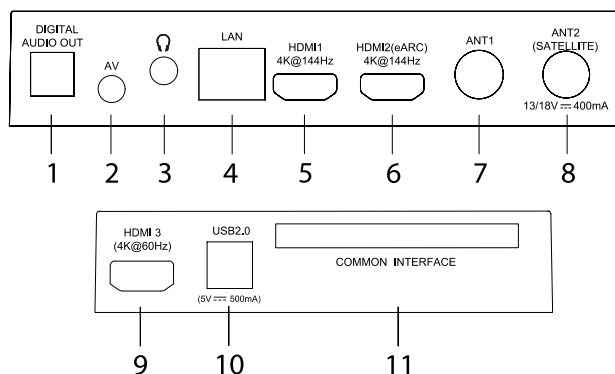 DIGITAL
AUDIO OUT
AV
LAN
HDMI1
4K@144Hz
HDMI2(eARC)
4K@144Hz
ANT1
ANT2
(SATELLITE)
13/18V ⎓ 400mA
1 2 3 4 5 6 7 8
HDMI 3
(4K@60Hz)
USB2.0
(5V ⎓ 500mA)
COMMON INTERFACE
9 10 11